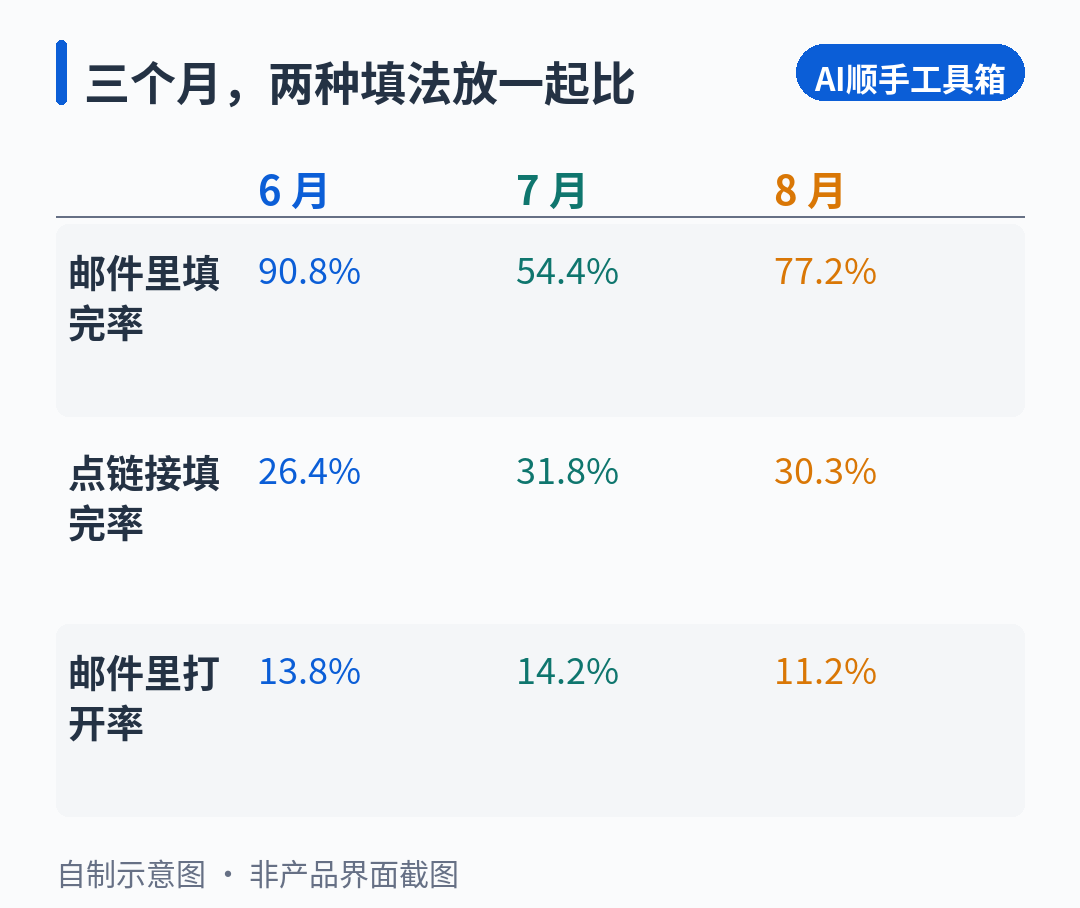 三个月，两种填法放一起比
AI顺手工具箱
6 月 7 月 8 月
邮件里填 90.8% 54.4% 77.2%
完率
点链接填 26.4% 31.8% 30.3%
完率
邮件里打 13.8% 14.2% 11.2%
开率
自制示意图 · 非产品界面截图